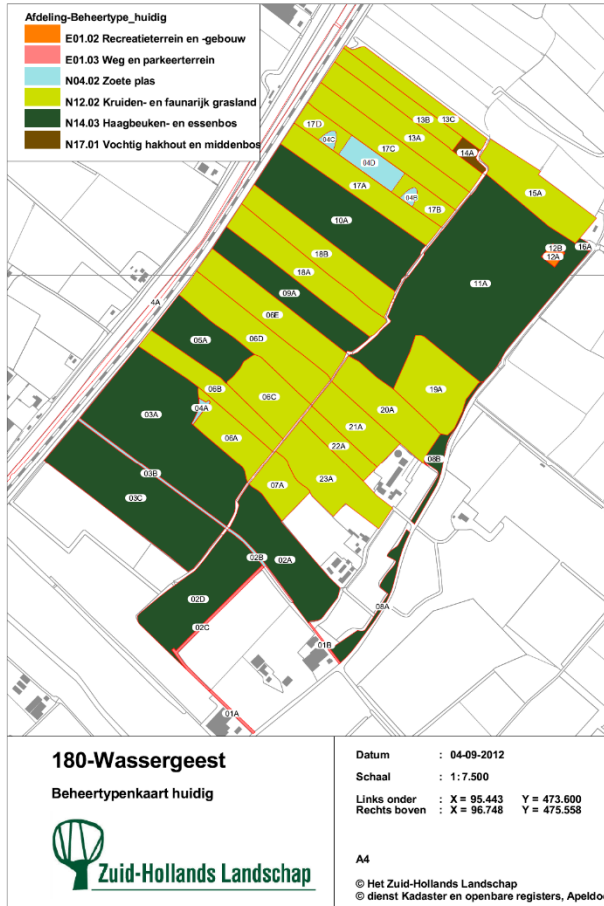 Afdeling-Beheertype_huidig
E01.02 Recreatieterrein en -gebouw
E01.03 Weg en parkeerterrein
N04.02 Zoete plas
N12.02 Kruiden- en faunarijk grasland
N14.03 Haagbeuken- en essenbos
N17.01 Vochtig hakhout en middenbos
13B 13C
17D
13A
04C
17C
14A
04D
17A
15A
04B
17B
10A
12B 16A
12A
18B
11A
18A
09A
4A
06E
05A
06D
19A
06B
06C
20A
03A
04A
21A
06A
22A
08B
03B
07A
23A
03C
02B
02A
02D
08A
02C
01B
01A
180-Wassergeest
Beheertypenkaart huidig
Zuid-Hollands Landschap
Datum : 04-09-2012
Schaal : 1: 7.500
Links onder : X = 95.443 Y = 473.600
Rechts boven : X = 96.748 Y = 475.558
A4
© Het Zuid-Hollands Landschap
© dienst Kadaster en openbare registers, Apeldoo